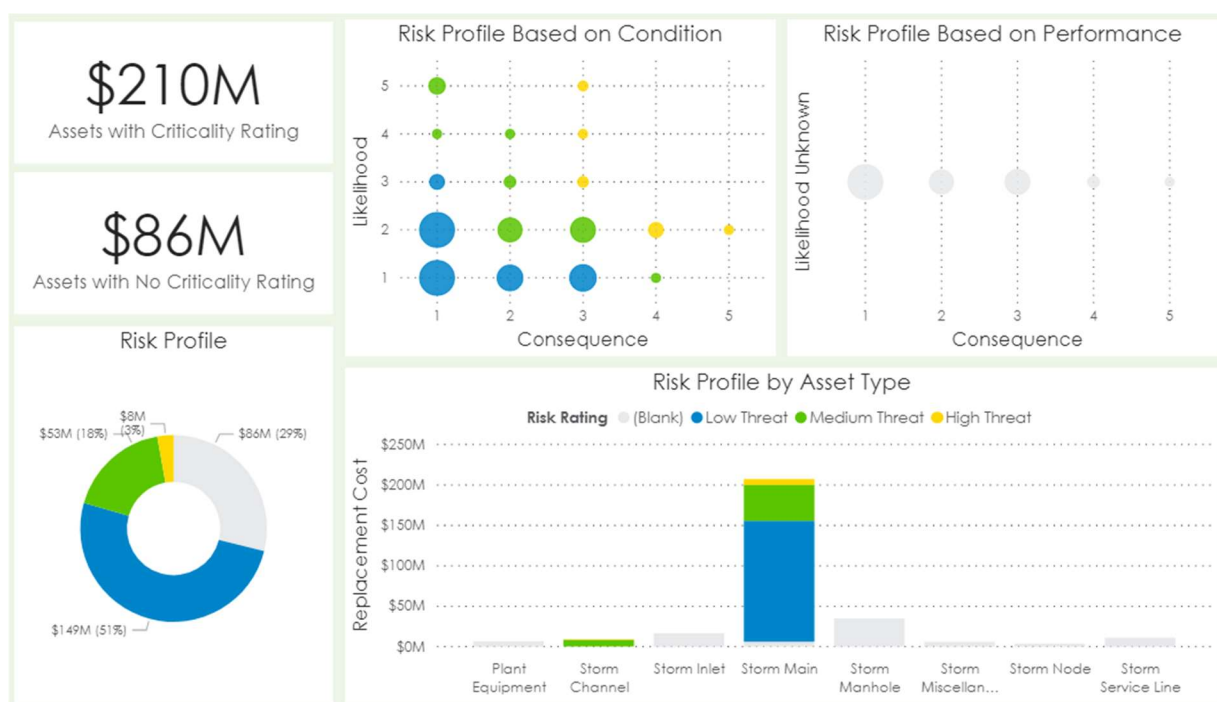 $210M
Assets with Criticality Rating
$86M
Assets with No Criticality Rating
Risk Profile
$8M
(3%)
$53M (18%)
$86M (29%)
$149M (51%)
Risk Profile Based on Condition
Likelihood
5
4
3
2
1
1 2 3 4 5
Consequence
Risk Profile Based on Performance
Likelihood Unknown
1 2 3 4 5
Consequence
Risk Profile by Asset Type
Risk Rating (Blank) Low Threat Medium Threat High Threat
Replacement Cost
$250M
$200M
$150M
$100M
$50M
$0M
Plant
Equipment
Storm
Channel
Storm Inlet
Storm Main
Storm
Manhole
Storm
Miscellan...
Storm Node
Storm
Service Line